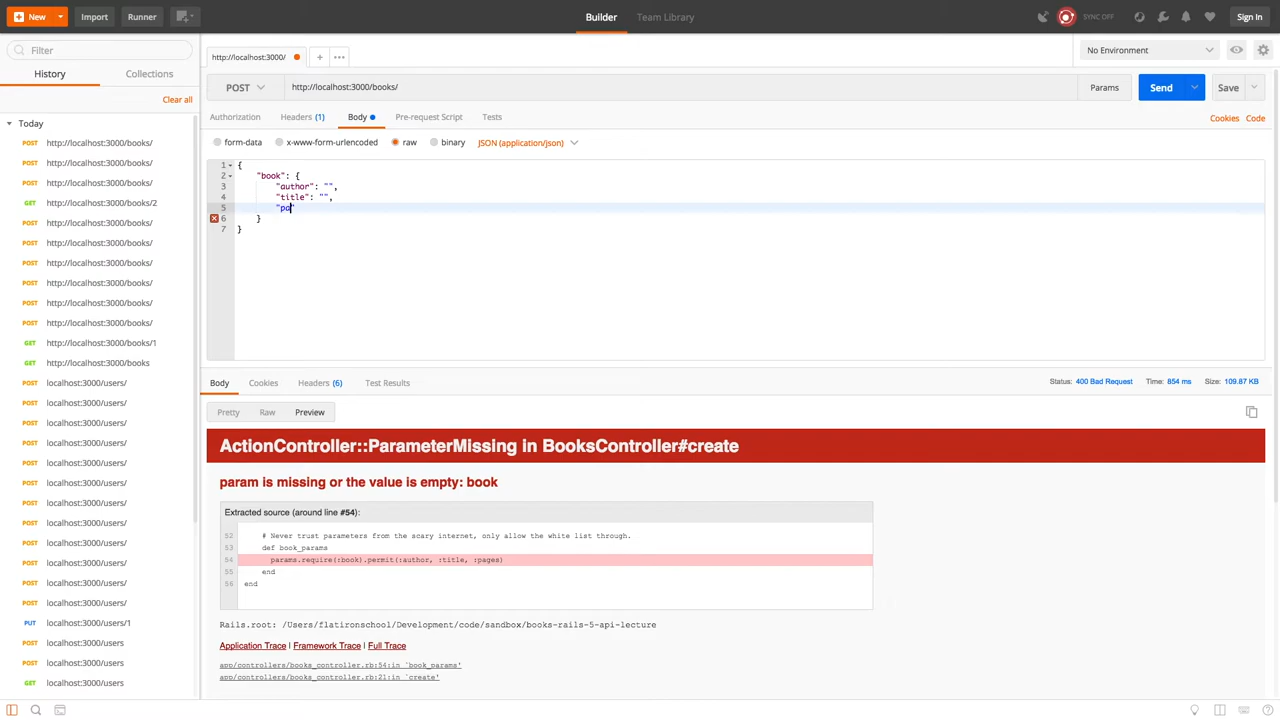 New Import Runner Builder Team Library SYNC OFF Sign In
Filter
History Collections
Clear all
Today
POST http://localhost:3000/books/
POST http://localhost:3000/books/
POST http://localhost:3000/books/
GET http://localhost:3000/books/2
POST http://localhost:3000/books/
POST http://localhost:3000/books/
POST http://localhost:3000/books/
POST http://localhost:3000/books/
POST http://localhost:3000/books/
POST http://localhost:3000/books/
GET http://localhost:3000/books/1
GET http://localhost:3000/books
POST localhost:3000/users/
POST localhost:3000/users/
POST localhost:3000/users/
POST localhost:3000/users/
POST localhost:3000/users/
POST localhost:3000/users/
POST localhost:3000/users/
POST localhost:3000/users/
POST localhost:3000/users/
POST localhost:3000/users/
POST localhost:3000/users/
POST localhost:3000/users/
PUT localhost:3000/users/1
POST localhost:3000/users
POST localhost:3000/users
GET localhost:3000/users
http://localhost:3000/ No Environment
POST http://localhost:3000/books/ Params Send Save
Authorization Headers (1) Body Pre-request Script Tests Cookies Code
form-data x-www-form-urlencoded raw binary JSON (application/json)
1 {
2 "book": {
3 "author": "",
4 "title": "",
5 "pa"
6 }
7 }
Body Cookies Headers (6) Test Results Status: 400 Bad Request Time: 854 ms Size: 109.87 KB
Pretty Raw Preview
ActionController::ParameterMissing in BooksController#create
param is missing or the value is empty: book
Extracted source (around line #54):
52 # Never trust parameters from the scary internet, only allow the white list through.
53 def book_params
54 params.require(:book).permit(:author, :title, :pages)
55 end
56 end
Rails.root: /Users/flatironschool/Development/code/sandbox/books-rails-5-api-lecture
Application Trace | Framework Trace | Full Trace
app/controllers/books_controller.rb:54:in `book_params'
app/controllers/books_controller.rb:21:in `create'